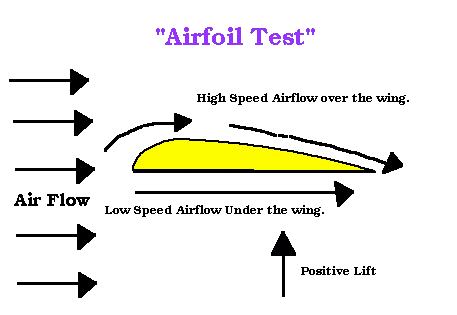 "Airfoil Test"
High Speed Airflow over the wing.
Air Flow
Low Speed Airflow Under the wing.
Positive Lift